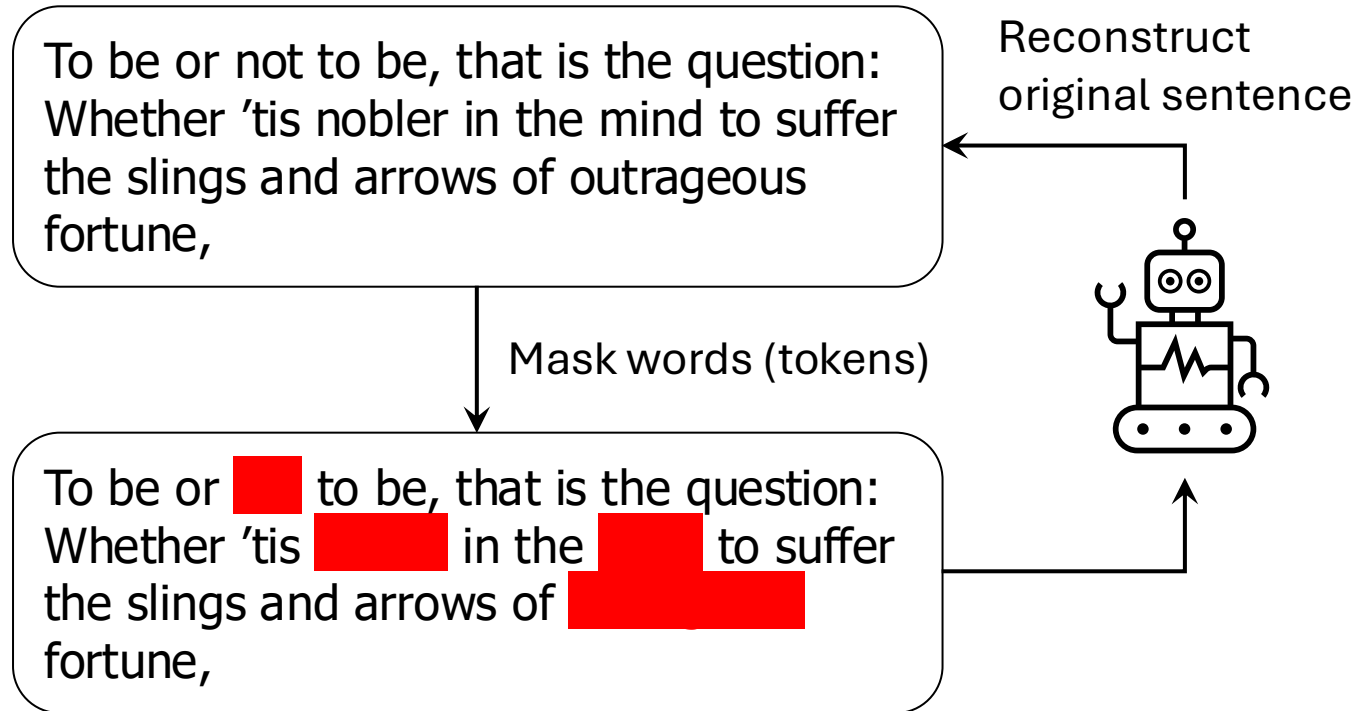 To be or not to be, that is the question:
Whether ’tis nobler in the mind to suffer
the slings and arrows of outrageous
fortune,
Reconstruct
original sentence
Mask words (tokens)
To be or to be, that is the question:
Whether ’tis in the to suffer
the slings and arrows of
fortune,